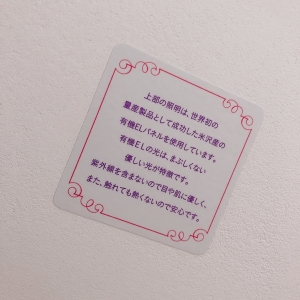 上部の照明は、世界初の
量産製品として成功した米沢産の
有機ELパネルを使用しています。
有機ELの光は、まぶしくない
優しい光が特徴です。
紫外線を含まないので目や肌に優しく、
また、触れても熱くないので安心です。